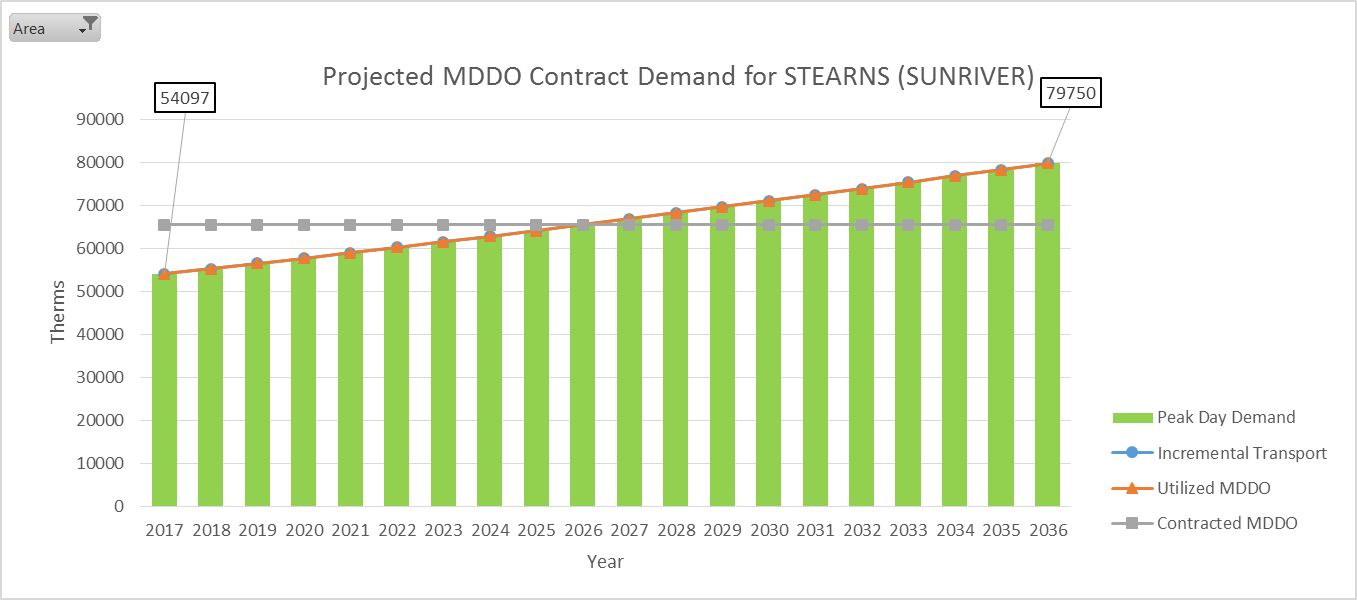 Area
Projected MDDO Contract Demand for STEARNS (SUNRIVER)
54097
79750
90000
80000
70000
60000
50000
40000
30000
20000
10000
0
Therms
2017 2018 2019 2020 2021 2022 2023 2024 2025 2026 2027 2028 2029 2030 2031 2032 2033 2034 2035 2036
Year
Peak Day Demand
Incremental Transport
Utilized MDDO
Contracted MDDO